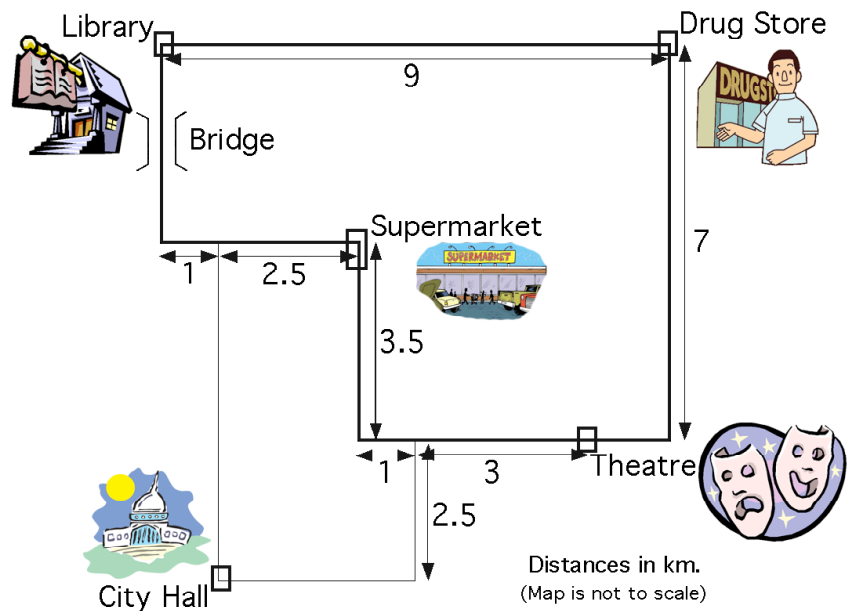 Library
Drug Store
9
DRUGST
Bridge
Supermarket
SUPERMARKET
1
2.5
7
3.5
1
3
Theatre
2.5
City Hall
Distances in km.
(Map is not to scale)